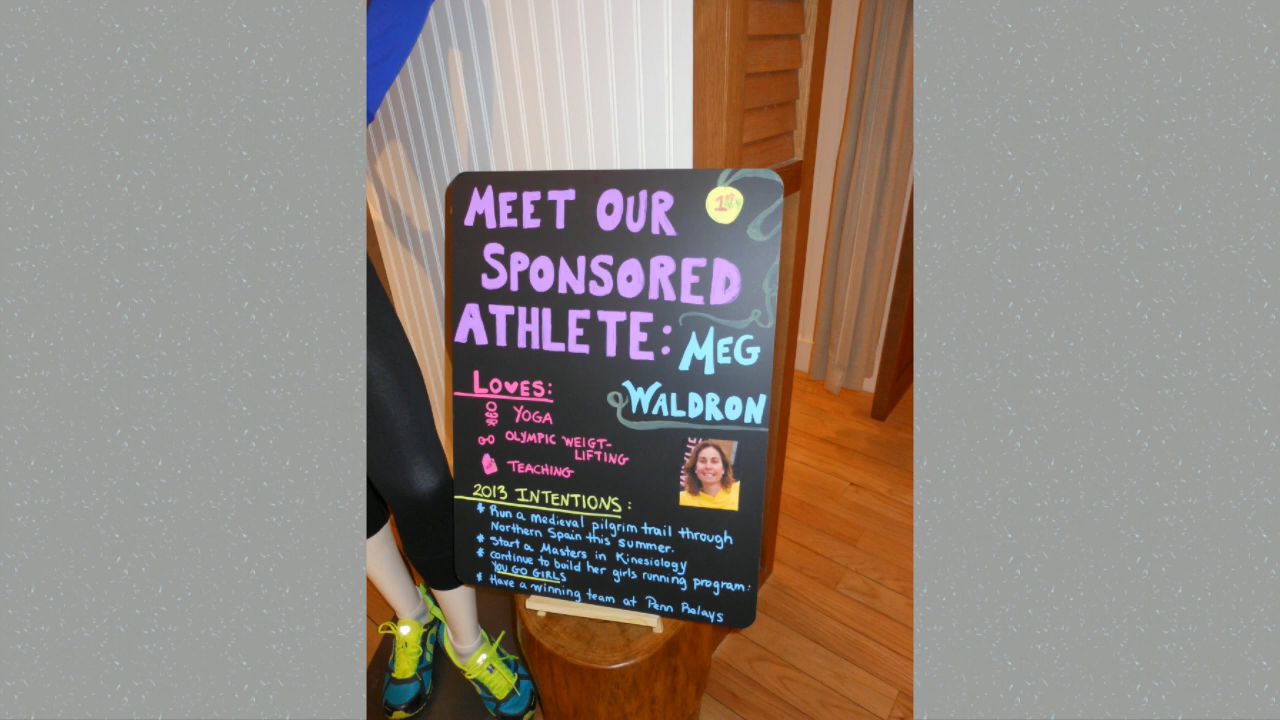 MEET OUR
1st
SPONSORED
ATHLETE: MEG
WALDRON
LOVES:
YOGA
OLYMPIC WEIGT-
LIFTING
TEACHING
2013 INTENTIONS:
* Run a medieval pilgrim trail through
Northern Spain this summer.
* Start a Masters in Kinesiology
* continue to build her girls running program:
YOU GO GIRLS
* Have a winning team at Penn Relays